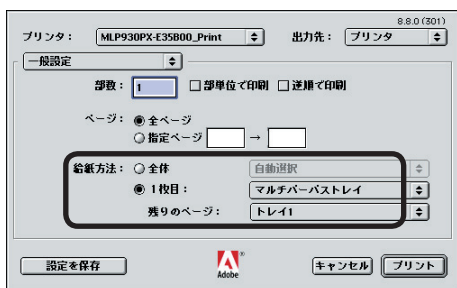 8.8.0 (301)
プリンタ： MLP930PX-E35B00_Print 出力先： プリンタ
一般設定
部数： 1 部単位で印刷 逆順で印刷
ページ： 全ページ
指定ページ →
給紙方法： 全体 自動選択
1枚目： マルチパーパストレイ
残りのページ： トレイ1
設定を保存 Adobe キャンセル プリント